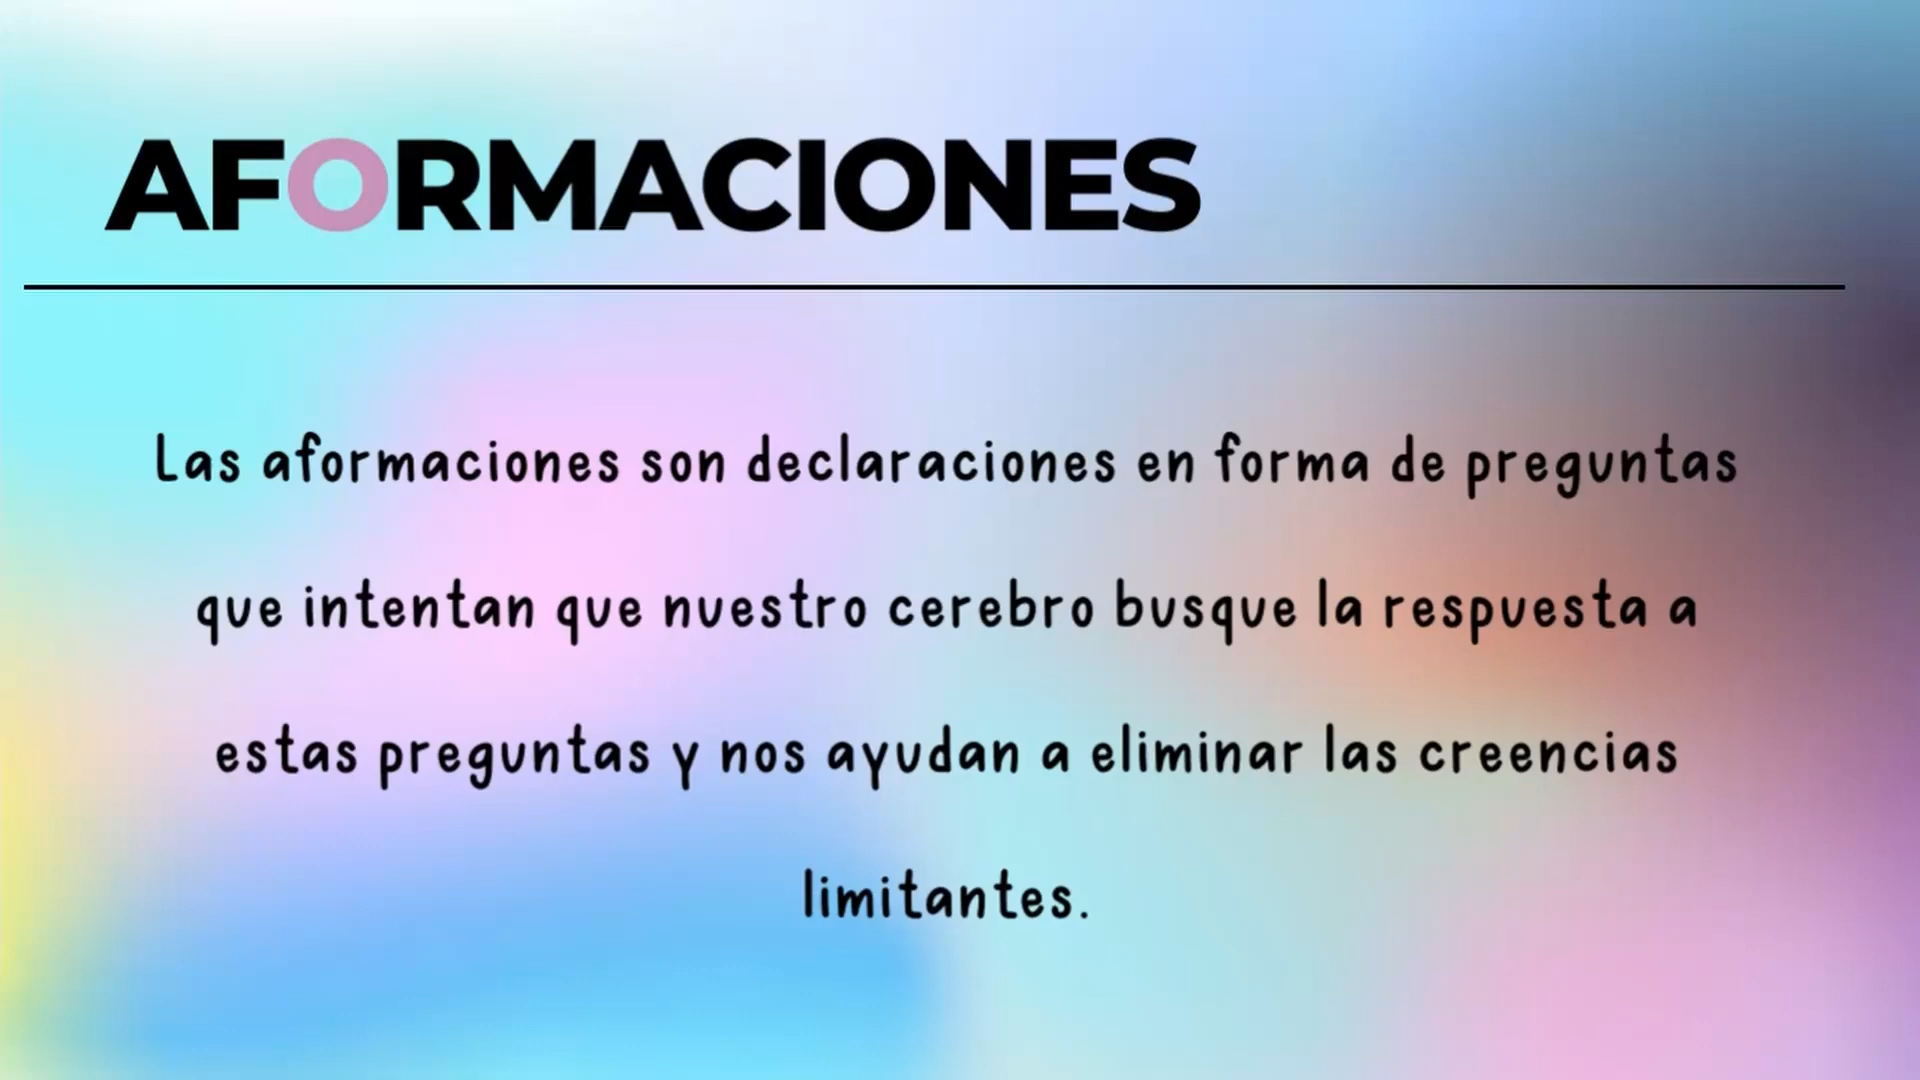 AFORMACIONES
Las aformaciones son declaraciones en forma de preguntas
que intentan que nuestro cerebro busque la respuesta a
estas preguntas y nos ayudan a eliminar las creencias
limitantes.